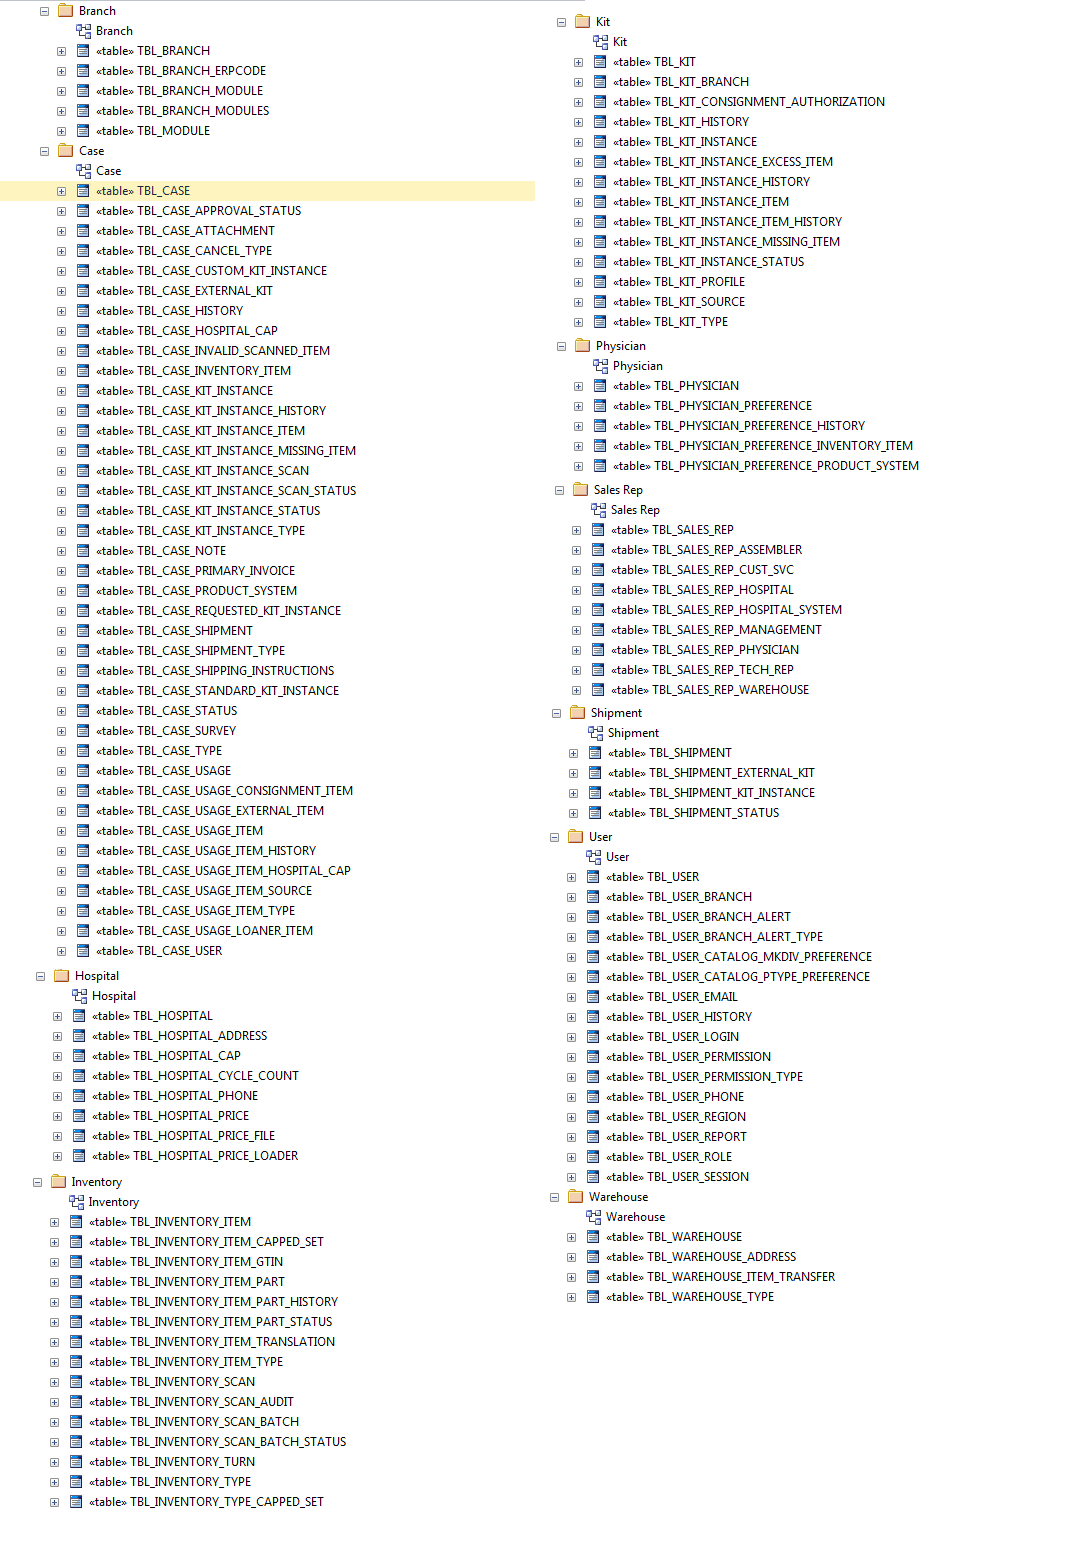 Branch
Branch
«table» TBL_BRANCH
«table» TBL_BRANCH_ERPCODE
«table» TBL_BRANCH_MODULE
«table» TBL_BRANCH_MODULES
«table» TBL_MODULE
Case
Case
«table» TBL_CASE
«table» TBL_CASE_APPROVAL_STATUS
«table» TBL_CASE_ATTACHMENT
«table» TBL_CASE_CANCEL_TYPE
«table» TBL_CASE_CUSTOM_KIT_INSTANCE
«table» TBL_CASE_EXTERNAL_KIT
«table» TBL_CASE_HISTORY
«table» TBL_CASE_HOSPITAL_CAP
«table» TBL_CASE_INVALID_SCANNED_ITEM
«table» TBL_CASE_INVENTORY_ITEM
«table» TBL_CASE_KIT_INSTANCE
«table» TBL_CASE_KIT_INSTANCE_HISTORY
«table» TBL_CASE_KIT_INSTANCE_ITEM
«table» TBL_CASE_KIT_INSTANCE_MISSING_ITEM
«table» TBL_CASE_KIT_INSTANCE_SCAN
«table» TBL_CASE_KIT_INSTANCE_SCAN_STATUS
«table» TBL_CASE_KIT_INSTANCE_STATUS
«table» TBL_CASE_KIT_INSTANCE_TYPE
«table» TBL_CASE_NOTE
«table» TBL_CASE_PRIMARY_INVOICE
«table» TBL_CASE_PRODUCT_SYSTEM
«table» TBL_CASE_REQUESTED_KIT_INSTANCE
«table» TBL_CASE_SHIPMENT
«table» TBL_CASE_SHIPMENT_TYPE
«table» TBL_CASE_SHIPPING_INSTRUCTIONS
«table» TBL_CASE_STANDARD_KIT_INSTANCE
«table» TBL_CASE_STATUS
«table» TBL_CASE_SURVEY
«table» TBL_CASE_TYPE
«table» TBL_CASE_USAGE
«table» TBL_CASE_USAGE_CONSIGNMENT_ITEM
«table» TBL_CASE_USAGE_EXTERNAL_ITEM
«table» TBL_CASE_USAGE_ITEM
«table» TBL_CASE_USAGE_ITEM_HISTORY
«table» TBL_CASE_USAGE_ITEM_HOSPITAL_CAP
«table» TBL_CASE_USAGE_ITEM_SOURCE
«table» TBL_CASE_USAGE_ITEM_TYPE
«table» TBL_CASE_USAGE_LOANER_ITEM
«table» TBL_CASE_USER
Hospital
Hospital
«table» TBL_HOSPITAL
«table» TBL_HOSPITAL_ADDRESS
«table» TBL_HOSPITAL_CAP
«table» TBL_HOSPITAL_CYCLE_COUNT
«table» TBL_HOSPITAL_PHONE
«table» TBL_HOSPITAL_PRICE
«table» TBL_HOSPITAL_PRICE_FILE
«table» TBL_HOSPITAL_PRICE_LOADER
Inventory
Inventory
«table» TBL_INVENTORY_ITEM
«table» TBL_INVENTORY_ITEM_CAPPED_SET
«table» TBL_INVENTORY_ITEM_GTIN
«table» TBL_INVENTORY_ITEM_PART
«table» TBL_INVENTORY_ITEM_PART_HISTORY
«table» TBL_INVENTORY_ITEM_PART_STATUS
«table» TBL_INVENTORY_ITEM_TRANSLATION
«table» TBL_INVENTORY_ITEM_TYPE
«table» TBL_INVENTORY_SCAN
«table» TBL_INVENTORY_SCAN_AUDIT
«table» TBL_INVENTORY_SCAN_BATCH
«table» TBL_INVENTORY_SCAN_BATCH_STATUS
«table» TBL_INVENTORY_TURN
«table» TBL_INVENTORY_TYPE
«table» TBL_INVENTORY_TYPE_CAPPED_SET
Kit
Kit
«table» TBL_KIT
«table» TBL_KIT_BRANCH
«table» TBL_KIT_CONSIGNMENT_AUTHORIZATION
«table» TBL_KIT_HISTORY
«table» TBL_KIT_INSTANCE
«table» TBL_KIT_INSTANCE_EXCESS_ITEM
«table» TBL_KIT_INSTANCE_HISTORY
«table» TBL_KIT_INSTANCE_ITEM
«table» TBL_KIT_INSTANCE_ITEM_HISTORY
«table» TBL_KIT_INSTANCE_MISSING_ITEM
«table» TBL_KIT_INSTANCE_STATUS
«table» TBL_KIT_PROFILE
«table» TBL_KIT_SOURCE
«table» TBL_KIT_TYPE
Physician
Physician
«table» TBL_PHYSICIAN
«table» TBL_PHYSICIAN_PREFERENCE
«table» TBL_PHYSICIAN_PREFERENCE_HISTORY
«table» TBL_PHYSICIAN_PREFERENCE_INVENTORY_ITEM
«table» TBL_PHYSICIAN_PREFERENCE_PRODUCT_SYSTEM
Sales Rep
Sales Rep
«table» TBL_SALES_REP
«table» TBL_SALES_REP_ASSEMBLER
«table» TBL_SALES_REP_CUST_SVC
«table» TBL_SALES_REP_HOSPITAL
«table» TBL_SALES_REP_HOSPITAL_SYSTEM
«table» TBL_SALES_REP_MANAGEMENT
«table» TBL_SALES_REP_PHYSICIAN
«table» TBL_SALES_REP_TECH_REP
«table» TBL_SALES_REP_WAREHOUSE
Shipment
Shipment
«table» TBL_SHIPMENT
«table» TBL_SHIPMENT_EXTERNAL_KIT
«table» TBL_SHIPMENT_KIT_INSTANCE
«table» TBL_SHIPMENT_STATUS
User
User
«table» TBL_USER
«table» TBL_USER_BRANCH
«table» TBL_USER_BRANCH_ALERT
«table» TBL_USER_BRANCH_ALERT_TYPE
«table» TBL_USER_CATALOG_MKDIV_PREFERENCE
«table» TBL_USER_CATALOG_PTYPE_PREFERENCE
«table» TBL_USER_EMAIL
«table» TBL_USER_HISTORY
«table» TBL_USER_LOGIN
«table» TBL_USER_PERMISSION
«table» TBL_USER_PERMISSION_TYPE
«table» TBL_USER_PHONE
«table» TBL_USER_REGION
«table» TBL_USER_REPORT
«table» TBL_USER_ROLE
«table» TBL_USER_SESSION
Warehouse
Warehouse
«table» TBL_WAREHOUSE
«table» TBL_WAREHOUSE_ADDRESS
«table» TBL_WAREHOUSE_ITEM_TRANSFER
«table» TBL_WAREHOUSE_TYPE